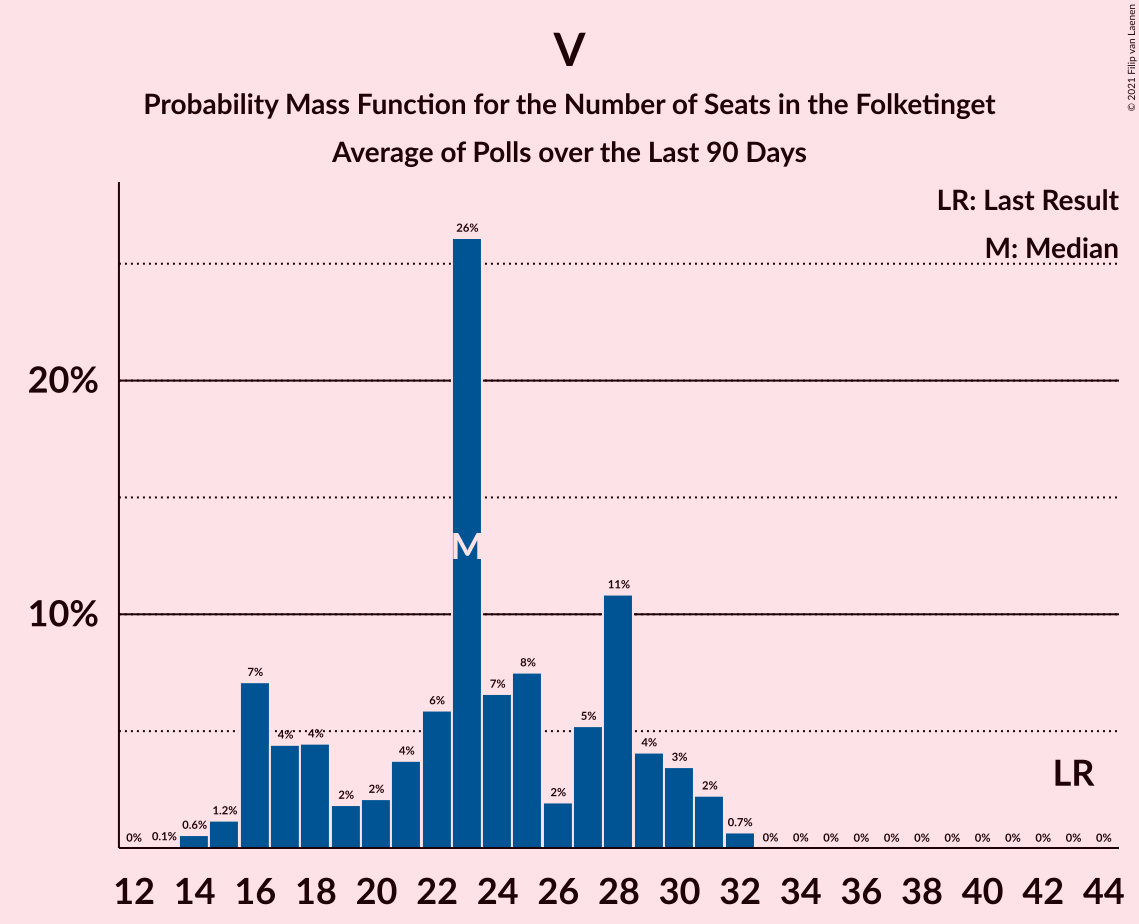 V
Probability Mass Function for the Number of Seats in the Folketinget
Average of Polls over the Last 90 Days
© 2021 Filip van Laenen
LR: Last Result
M: Median
20%
10%
0% 0.1% 0.6% 1.2% 7% 4% 4% 2% 2% 4% 6% 26% 7% 8% 2% 5% 11% 4% 3% 2% 0.7% 0% 0% 0% 0% 0% 0% 0% 0% 0% 0% 0% 0%
M
LR
12 14 16 18 20 22 24 26 28 30 32 34 36 38 40 42 44